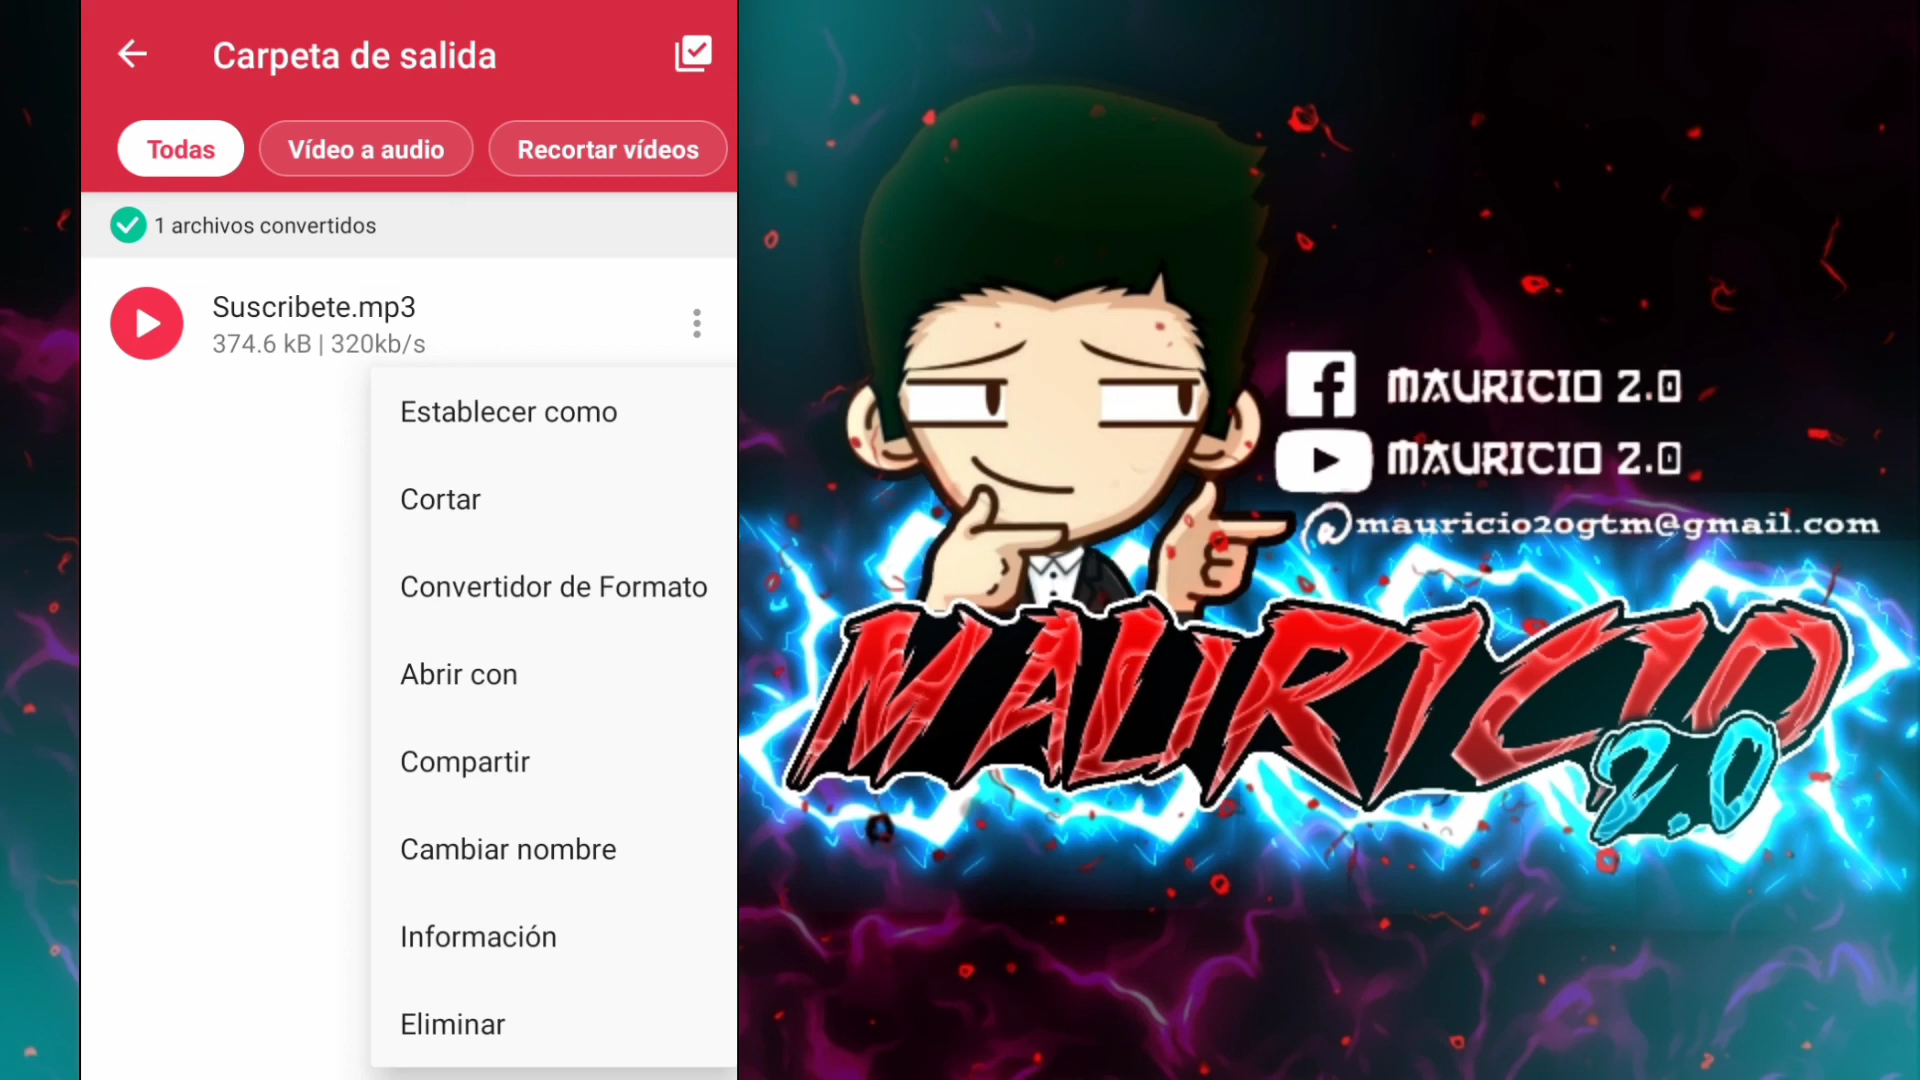 Carpeta de salida
Todas
Vídeo a audio
Recortar vídeos
1 archivos convertidos
Suscribete.mp3
374.6 kB | 320kb/s
Establecer como
Cortar
Convertidor de Formato
Abrir con
Compartir
Cambiar nombre
Información
Eliminar
MAURICIO 2.0
MAURICIO 2.0
@mauricio20gtm@gmail.com
MAURICIO
2.0